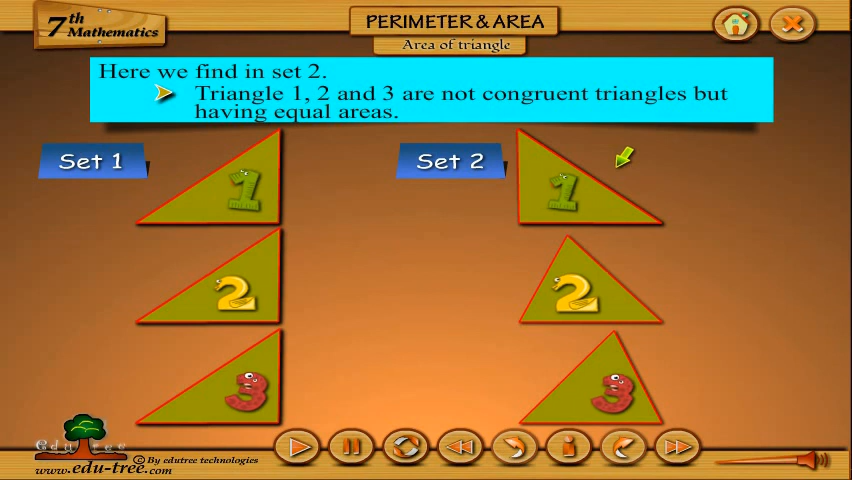 7th
Mathematics
PERIMETER & AREA
Area of triangle
Here we find in set 2.
Triangle 1, 2 and 3 are not congruent triangles but
having equal areas.
Set 1
Set 2
1
1
2
2
3
3
Edu Tree
© By edutree technologies
www.edu-tree.com